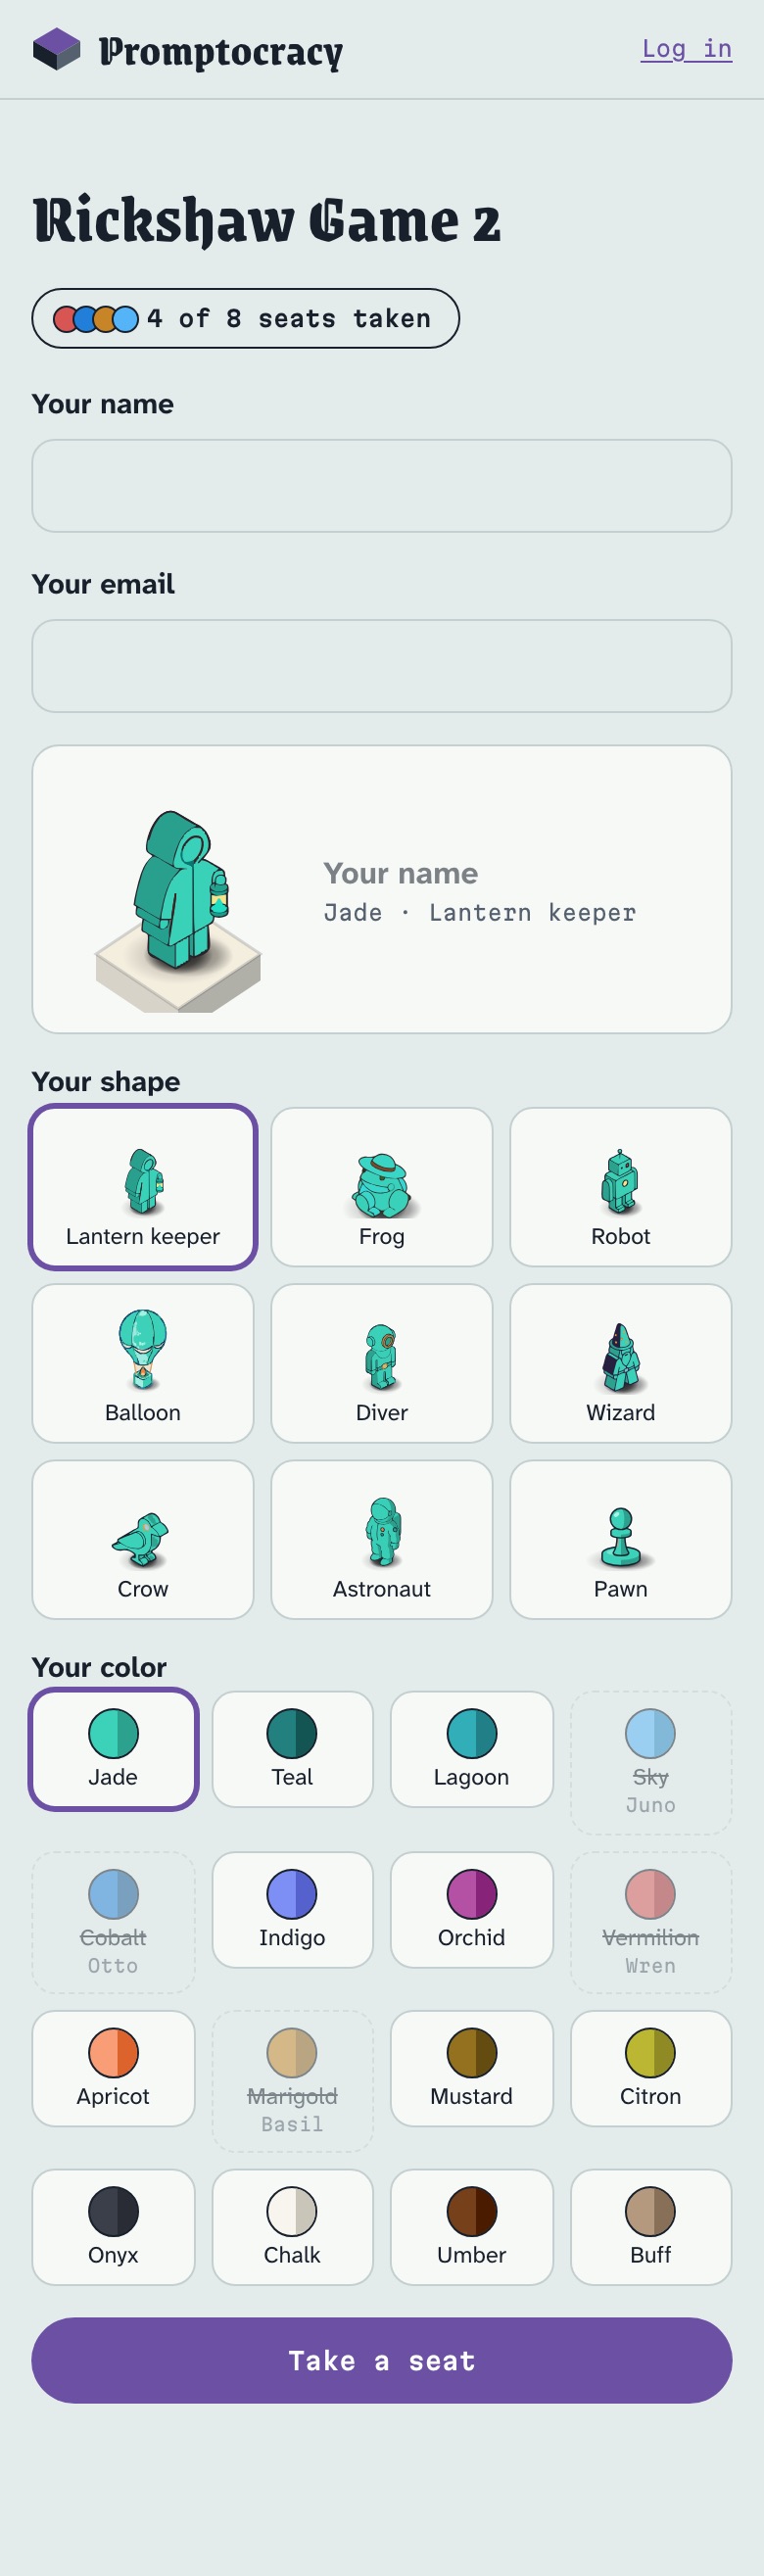 Promptocracy
Log in
Rickshaw Game 2
4 of 8 seats taken
Your name
Your email
Your name
Jade · Lantern keeper
Your shape
Lantern keeper
Frog
Robot
Balloon
Diver
Wizard
Crow
Astronaut
Pawn
Your color
Jade
Teal
Lagoon
Sky
Juno
Cobalt
Otto
Indigo
Orchid
Vermilion
Wren
Apricot
Marigold
Basil
Mustard
Citron
Onyx
Chalk
Umber
Buff
Take a seat